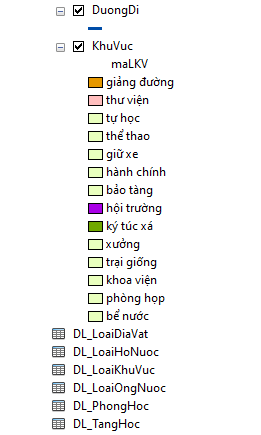 DuongDi
KhuVuc
maLKV
giảng đường
thư viện
tự học
thể thao
giữ xe
hành chính
bảo tàng
hội trường
ký túc xá
xưởng
trại giống
khoa viện
phòng họp
bể nước
DL_LoaiDiaVat
DL_LoaiHoNuoc
DL_LoaiKhuVuc
DL_LoaiOngNuoc
DL_PhongHoc
DL_TangHoc